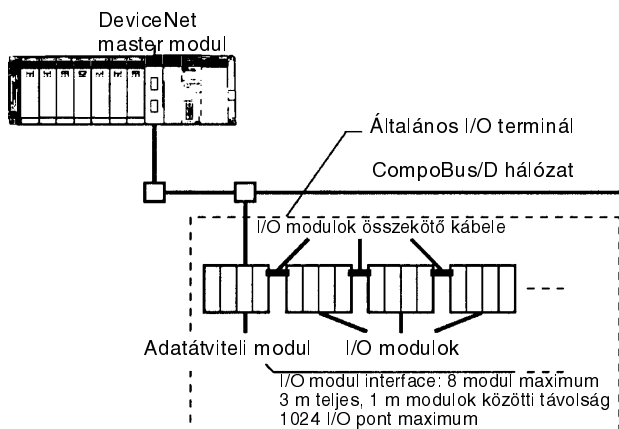 DeviceNet
master modul
Általános I/O terminál
CompoBus/D hálózat
I/O modulok összekötő kábele
Adatátviteli modul
I/O modulok
I/O modul interface: 8 modul maximum
3 m teljes, 1 m modulok közötti távolság
1024 I/O pont maximum